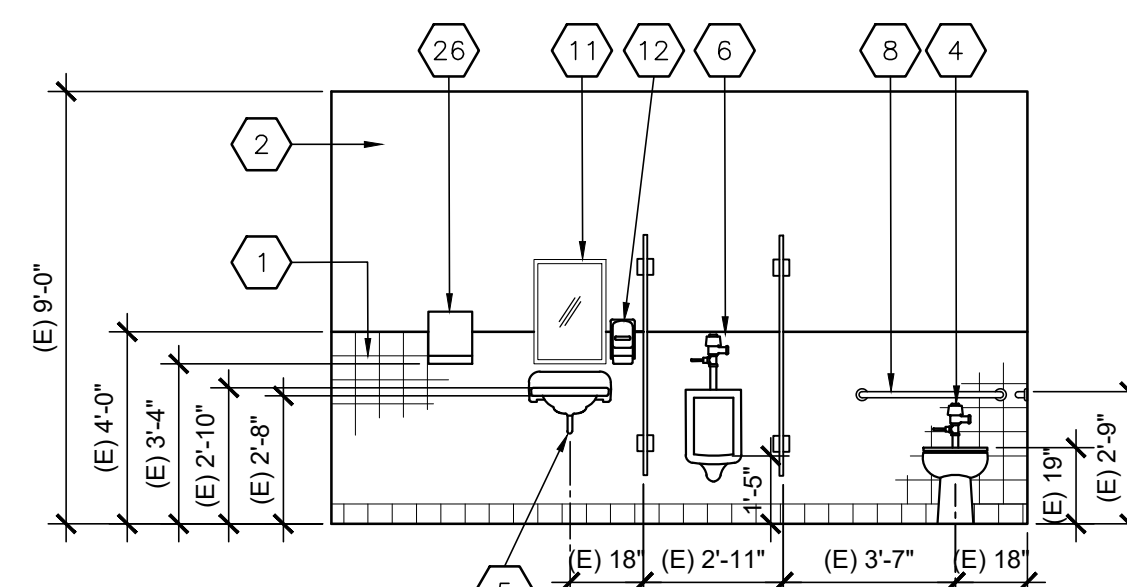 26
11
12
6
8
4
2
1
(E) 9'-0"
(E) 4'-0"
(E) 3'-4"
(E) 2'-10"
(E) 2'-8"
1'-5"
(E) 19"
(E) 2'-9"
(E) 18"
(E) 2'-11"
(E) 3'-7"
(E) 18"
5